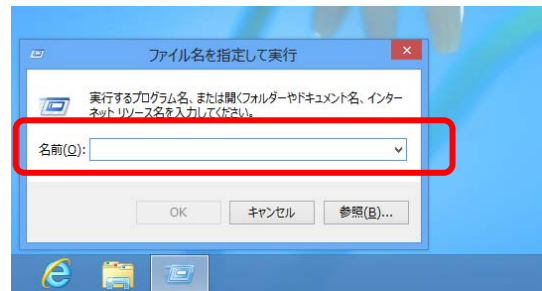 ファイル名を指定して実行
実行するプログラム名、または開くフォルダーやドキュメント名、インター
ネット リソース名を入力してください。
名前(O):
OK キャンセル 参照(B)...